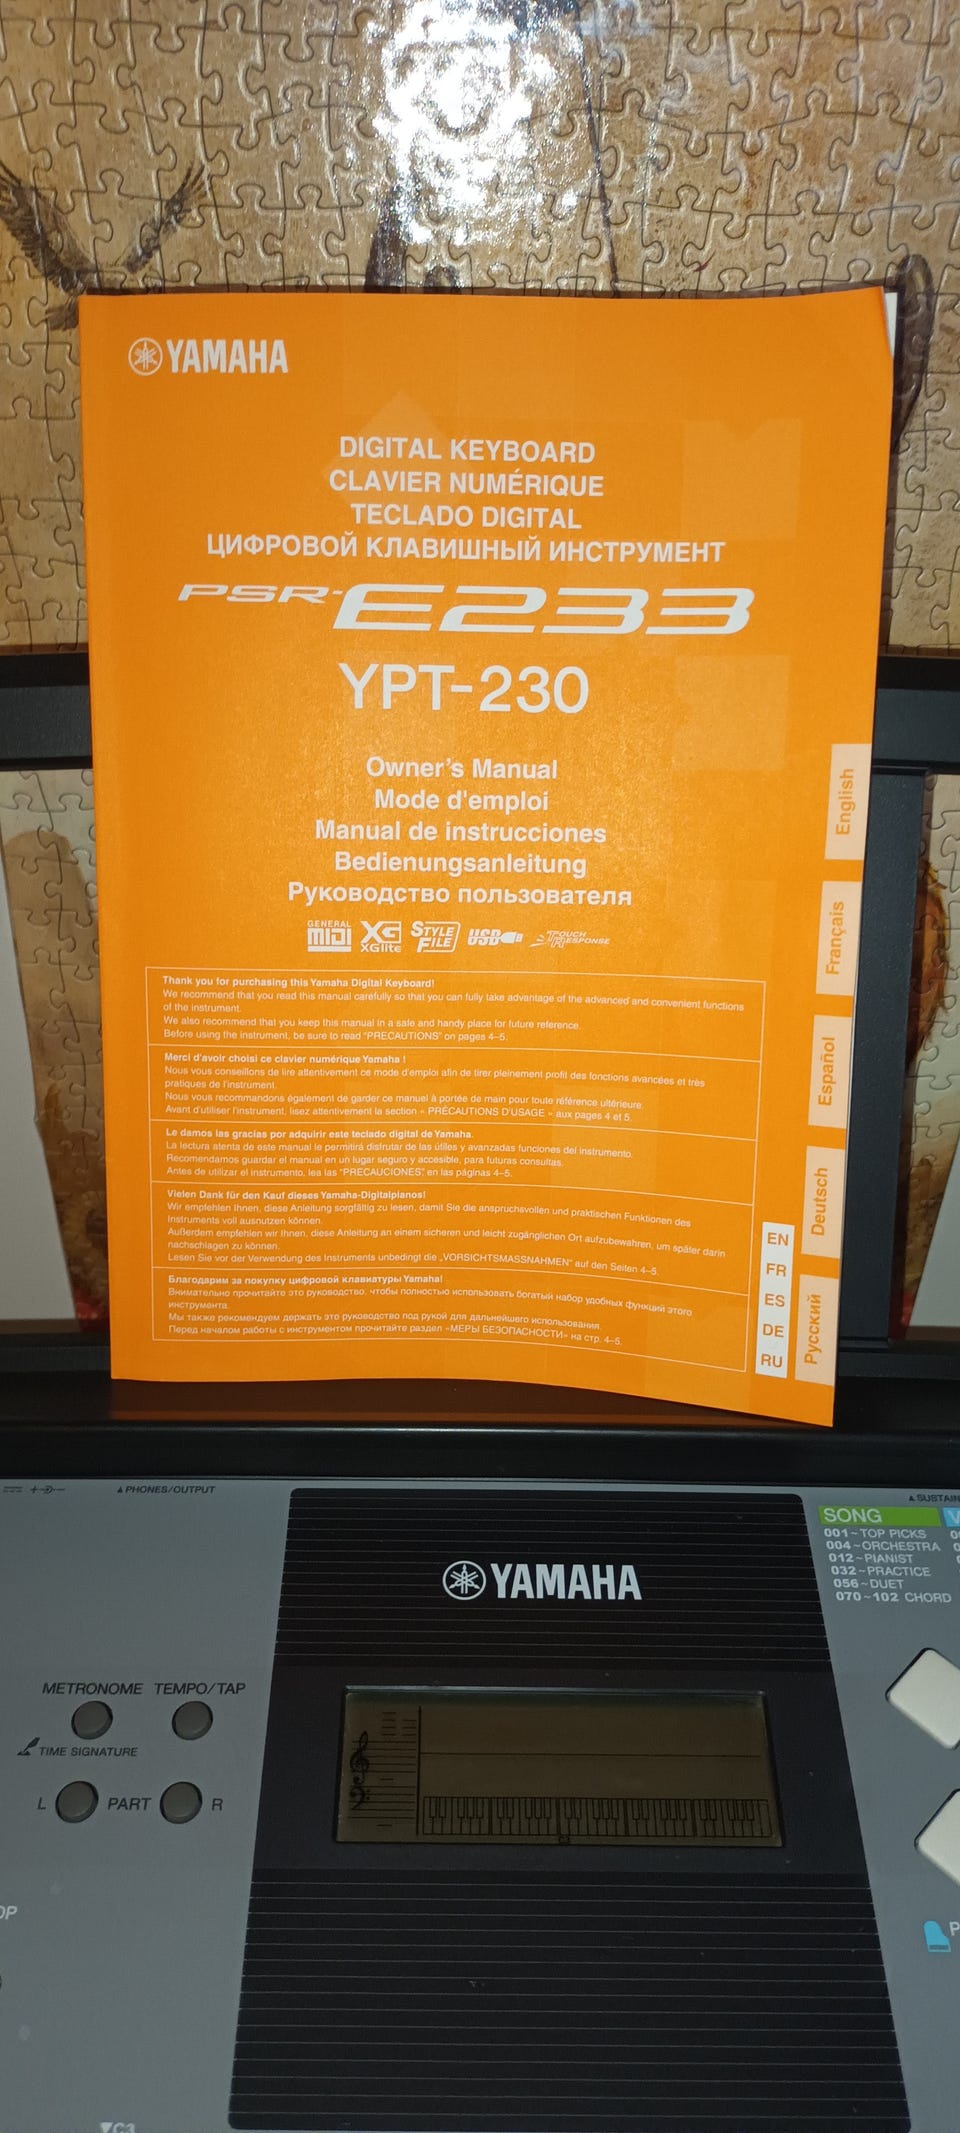 YAMAHA
DIGITAL KEYBOARD
CLAVIER NUMÉRIQUE
TECLADO DIGITAL
ЦИФРОВОЙ КЛАВИШНЫЙ ИНСТРУМЕНТ
PSR-E233
YPT-230
Owner's Manual
Mode d'emploi
Manual de instrucciones
Bedienungsanleitung
Руководство пользователя
GENERAL MIDI
XG XGlite
STYLE FILE
USB
TOUCH RESPONSE
English
Français
Español
Deutsch
Русский
Thank you for purchasing this Yamaha Digital Keyboard!
We recommend that you read this manual carefully so that you can fully take advantage of the advanced and convenient functions
of the instrument.
We also recommend that you keep this manual in a safe and handy place for future reference.
Before using the instrument, be sure to read "PRECAUTIONS" on pages 4–5.
Merci d'avoir choisi ce clavier numérique Yamaha !
Nous vous conseillons de lire attentivement ce mode d'emploi afin de tirer pleinement profit des fonctions avancées et très
pratiques de l'instrument.
Nous vous recommandons également de garder ce manuel à portée de main pour toute référence ultérieure.
Avant d'utiliser l'instrument, lisez attentivement la section « PRÉCAUTIONS D'USAGE » aux pages 4 et 5.
Le damos las gracias por adquirir este teclado digital de Yamaha.
La lectura atenta de este manual le permitirá disfrutar de las útiles y avanzadas funciones del instrumento.
Recomendamos guardar el manual en un lugar seguro y accesible, para futuras consultas.
Antes de utilizar el instrumento, lea las "PRECAUCIONES", en las páginas 4–5.
Vielen Dank für den Kauf dieses Yamaha-Digitalpianos!
Wir empfehlen Ihnen, diese Anleitung sorgfältig zu lesen, damit Sie die anspruchsvollen und praktischen Funktionen des
Instruments voll ausnutzen können.
Außerdem empfehlen wir Ihnen, diese Anleitung an einem sicheren und leicht zugänglichen Ort aufzubewahren, um später darin
nachschlagen zu können.
Lesen Sie vor der Verwendung des Instruments unbedingt die „VORSICHTSMASSNAHMEN" auf den Seiten 4–5.
Благодарим за покупку цифровой клавиатуры Yamaha!
Внимательно прочитайте это руководство, чтобы полностью использовать богатый набор удобных функций этого
инструмента.
Мы также рекомендуем держать это руководство под рукой для дальнейшего использования.
Перед началом работы с инструментом прочитайте раздел «МЕРЫ БЕЗОПАСНОСТИ» на стр. 4–5.
EN
FR
ES
DE
RU
▲PHONES/OUTPUT
▲SUSTAIN
SONG
001~TOP PICKS
004~ORCHESTRA
012~PIANIST
032~PRACTICE
056~DUET
070~102 CHORD
YAMAHA
METRONOME TEMPO/TAP
TIME SIGNATURE
L PART R
C3
▼C3